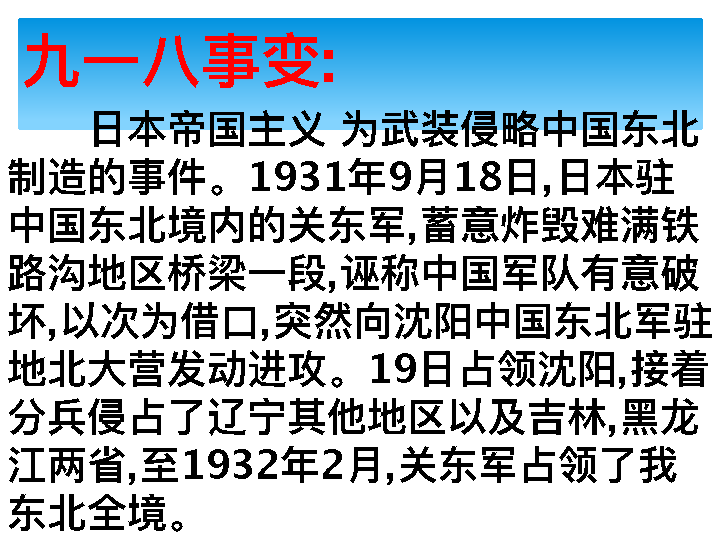 九一八事变:
日本帝国主义 为武装侵略中国东北
制造的事件。1931年9月18日,日本驻
中国东北境内的关东军,蓄意炸毁难满铁
路沟地区桥梁一段,诬称中国军队有意破
坏,以次为借口,突然向沈阳中国东北军驻
地北大营发动进攻。19日占领沈阳,接着
分兵侵占了辽宁其他地区以及吉林,黑龙
江两省,至1932年2月,关东军占领了我
东北全境。